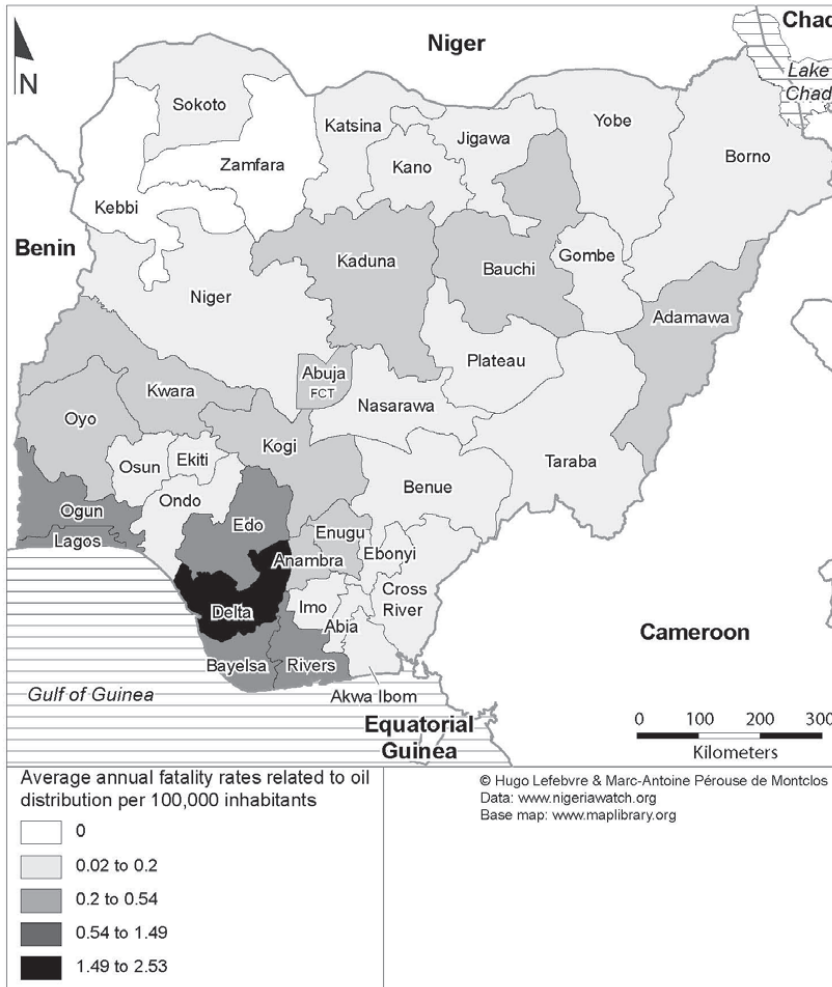 Chad
Niger
Lake
Chad
N
Sokoto
Katsina
Jigawa
Yobe
Borno
Zamfara
Kano
Kebbi
Benin
Kaduna
Bauchi
Gombe
Niger
Adamawa
Plateau
Abuja
FCT
Kwara
Nasarawa
Oyo
Kogi
Osun
Ekiti
Taraba
Benue
Ondo
Ogun
Edo
Enugu
Lagos
Anambra
Ebonyi
Delta
Imo
Cross
River
Abia
Cameroon
Bayelsa
Rivers
Gulf of Guinea
Akwa Ibom
Equatorial
Guinea
0 100 200 300
Kilometers
Average annual fatality rates related to oil
distribution per 100,000 inhabitants
0
0.02 to 0.2
0.2 to 0.54
0.54 to 1.49
1.49 to 2.53
© Hugo Lefebvre & Marc-Antoine Pérouse de Montclos
Data: www.nigeriawatch.org
Base map: www.maplibrary.org